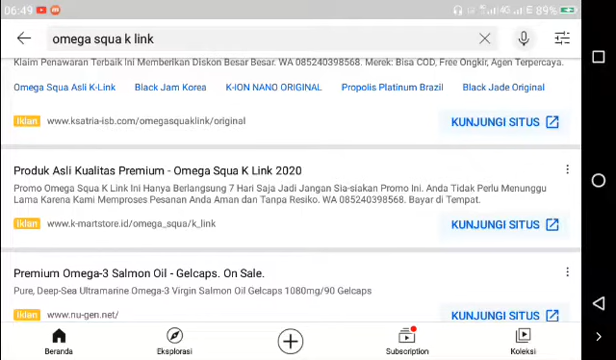 06:49
4G
E 89%
omega squa k link
Klaim Penawaran Terbaik Ini Memberikan Diskon Besar Besar. WA 085240398568. Merek: Bisa COD, Free Ongkir, Agen Terpercaya.
Omega Squa Asli K-Link Black Jam Korea K-ION NANO ORIGINAL Propolis Platinum Brazil Black Jade Original
Iklan www.ksatria-isb.com/omegasquaklink/original KUNJUNGI SITUS
Produk Asli Kualitas Premium - Omega Squa K Link 2020
Promo Omega Squa K Link Ini Hanya Berlangsung 7 Hari Saja Jadi Jangan Sia-siakan Promo Ini. Anda Tidak Perlu Menunggu
Lama Karena Kami Memproses Pesanan Anda Aman dan Tanpa Resiko. WA 085240398568. Bayar di Tempat.
Iklan www.k-martstore.id/omega_squa/k_link KUNJUNGI SITUS
Premium Omega-3 Salmon Oil - Gelcaps. On Sale.
Pure, Deep-Sea Ultramarine Omega-3 Virgin Salmon Oil Gelcaps 1080mg/90 Gelcaps
Iklan www.nu-gen.net/ KUNJUNGI SITUS
Beranda Eksplorasi Subscription Koleksi